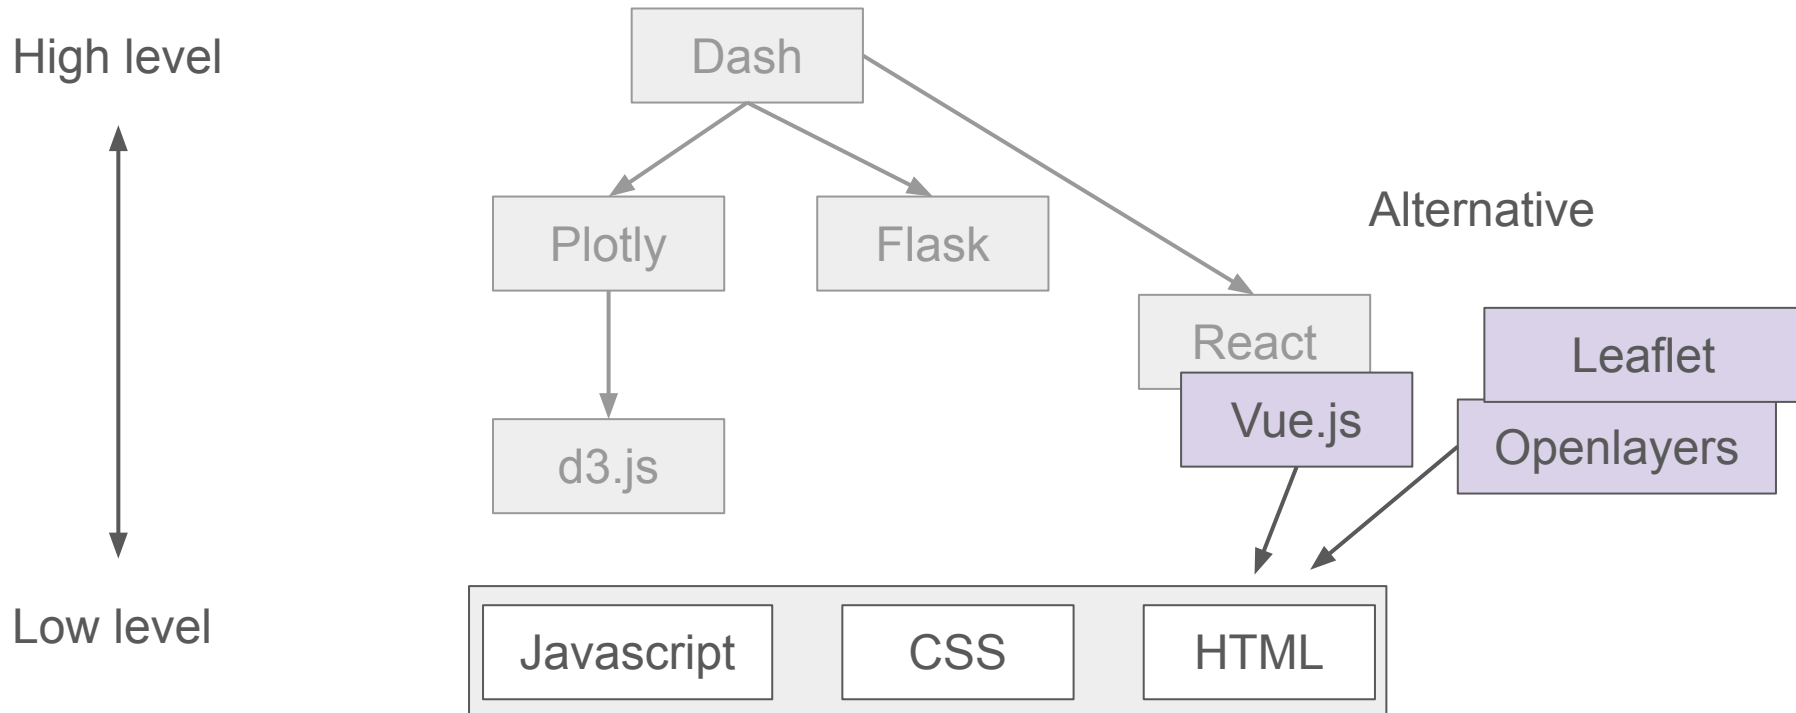 High level
Dash
Plotly
Flask
Alternative
React
Leaflet
Vue.js
Openlayers
d3.js
Low level
Javascript
CSS
HTML